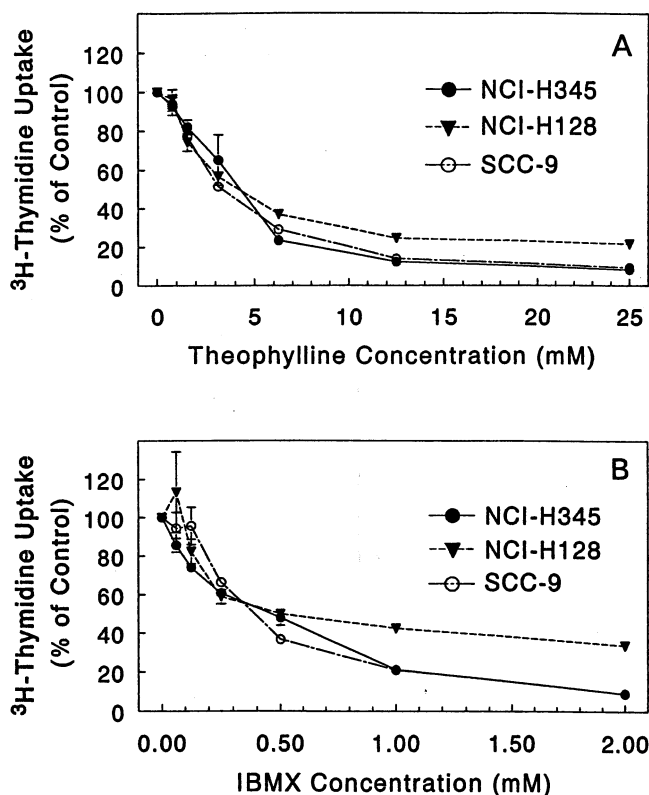 A
³H-Thymidine Uptake
(% of Control)
120
100
80
60
40
20
0
NCI-H345
NCI-H128
SCC-9
0 5 10 15 20 25
Theophylline Concentration (mM)
B
³H-Thymidine Uptake
(% of Control)
120
100
80
60
40
20
0
NCI-H345
NCI-H128
SCC-9
0.00 0.50 1.00 1.50 2.00
IBMX Concentration (mM)